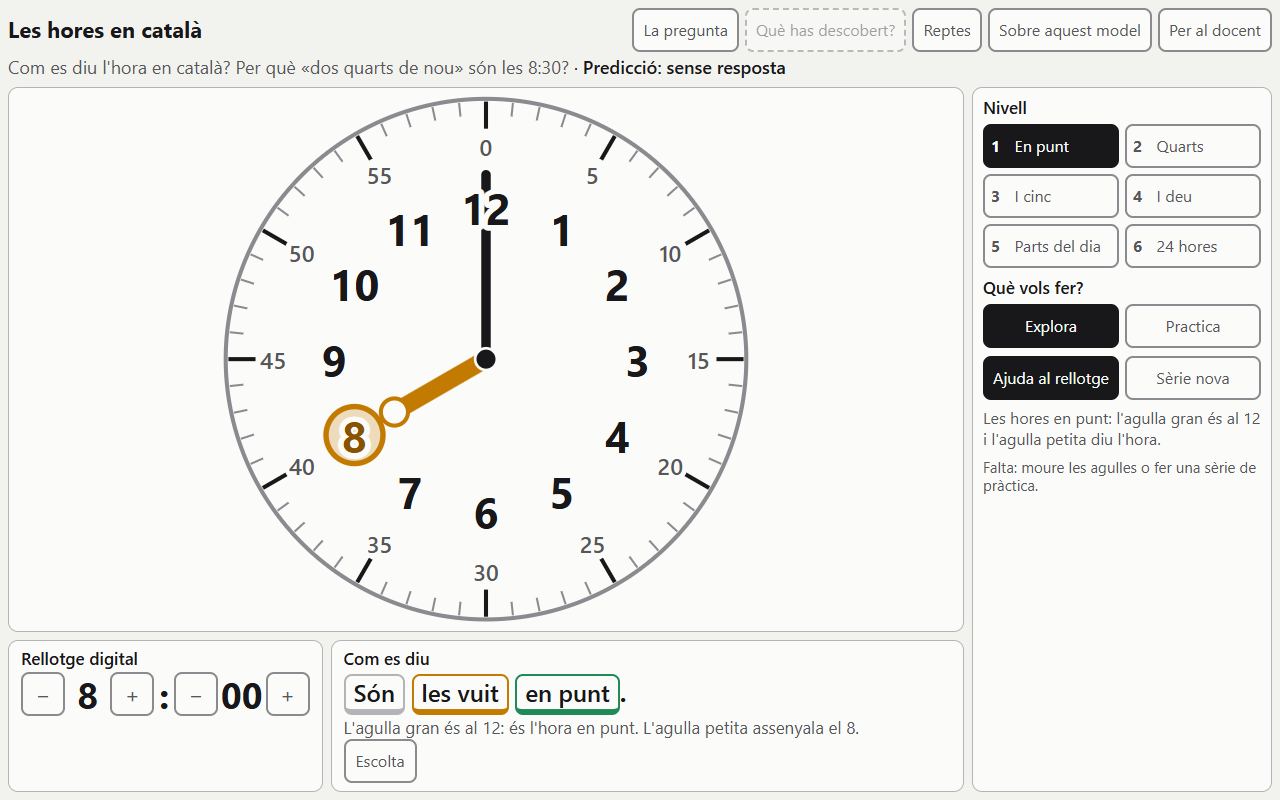 Les hores en català
La pregunta
Què has descobert?
Reptes
Sobre aquest model
Per al docent
Com es diu l'hora en català? Per què «dos quarts de nou» són les 8:30? · Predicció: sense resposta
0
55
5
12
11
1
50
10
10
2
45
9
3
15
8
4
40
20
7
5
6
35
25
30
Nivell
1 En punt
2 Quarts
3 I cinc
4 I deu
5 Parts del dia
6 24 hores
Què vols fer?
Explora
Practica
Ajuda al rellotge
Sèrie nova
Les hores en punt: l'agulla gran és al 12
i l'agulla petita diu l'hora.
Falta: moure les agulles o fer una sèrie de
pràctica.
Rellotge digital
− 8 + : − 00 +
Com es diu
Són les vuit en punt.
L'agulla gran és al 12: és l'hora en punt. L'agulla petita assenyala el 8.
Escolta